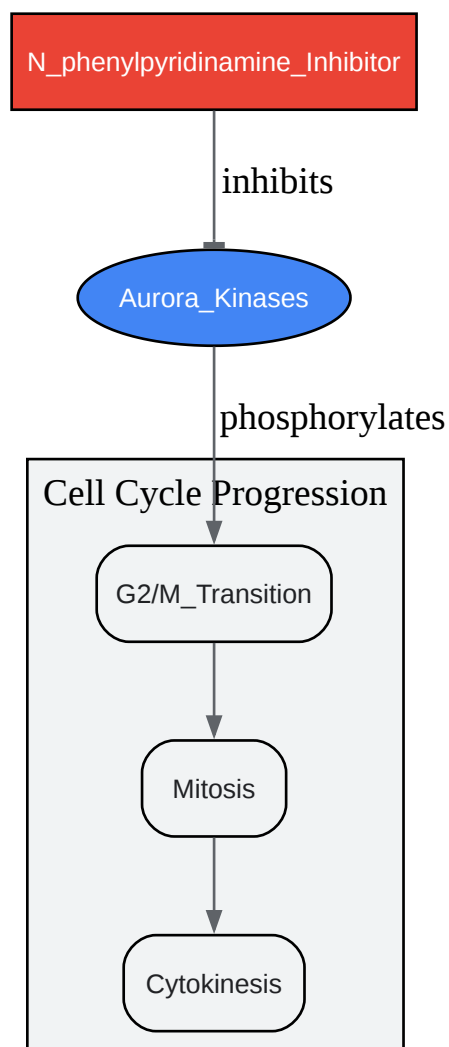 N_phenylpyridinamine_Inhibitor
inhibits
Aurora_Kinases
phosphorylates
Cell Cycle Progression
G2/M_Transition
Mitosis
Cytokinesis